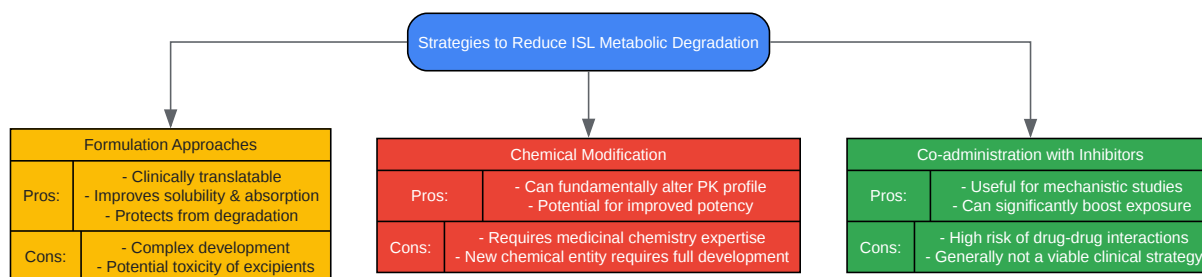 Strategies to Reduce ISL Metabolic Degradation
Formulation Approaches
Pros:
- Clinically translatable
- Improves solubility & absorption
- Protects from degradation
Cons:
- Complex development
- Potential toxicity of excipients
Chemical Modification
Pros:
- Can fundamentally alter PK profile
- Potential for improved potency
Cons:
- Requires medicinal chemistry expertise
- New chemical entity requires full development
Co-administration with Inhibitors
Pros:
- Useful for mechanistic studies
- Can significantly boost exposure
Cons:
- High risk of drug-drug interactions
- Generally not a viable clinical strategy